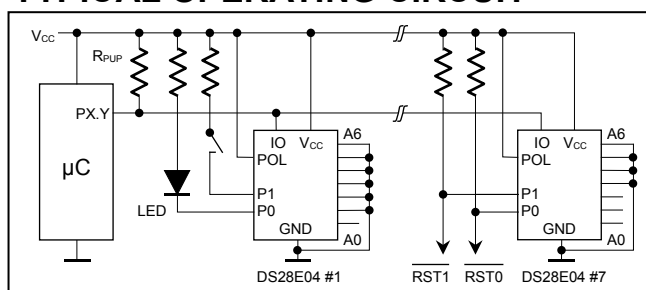 TYPICAL OPERATING CIRCUIT
VCC
RPUP
PX.Y
µC
LED
IO VCC
POL
P1
P0
GND
A6
A0
DS28E04 #1
RST1
RST0
IO VCC
POL
P1
P0
GND
A6
A0
DS28E04 #7